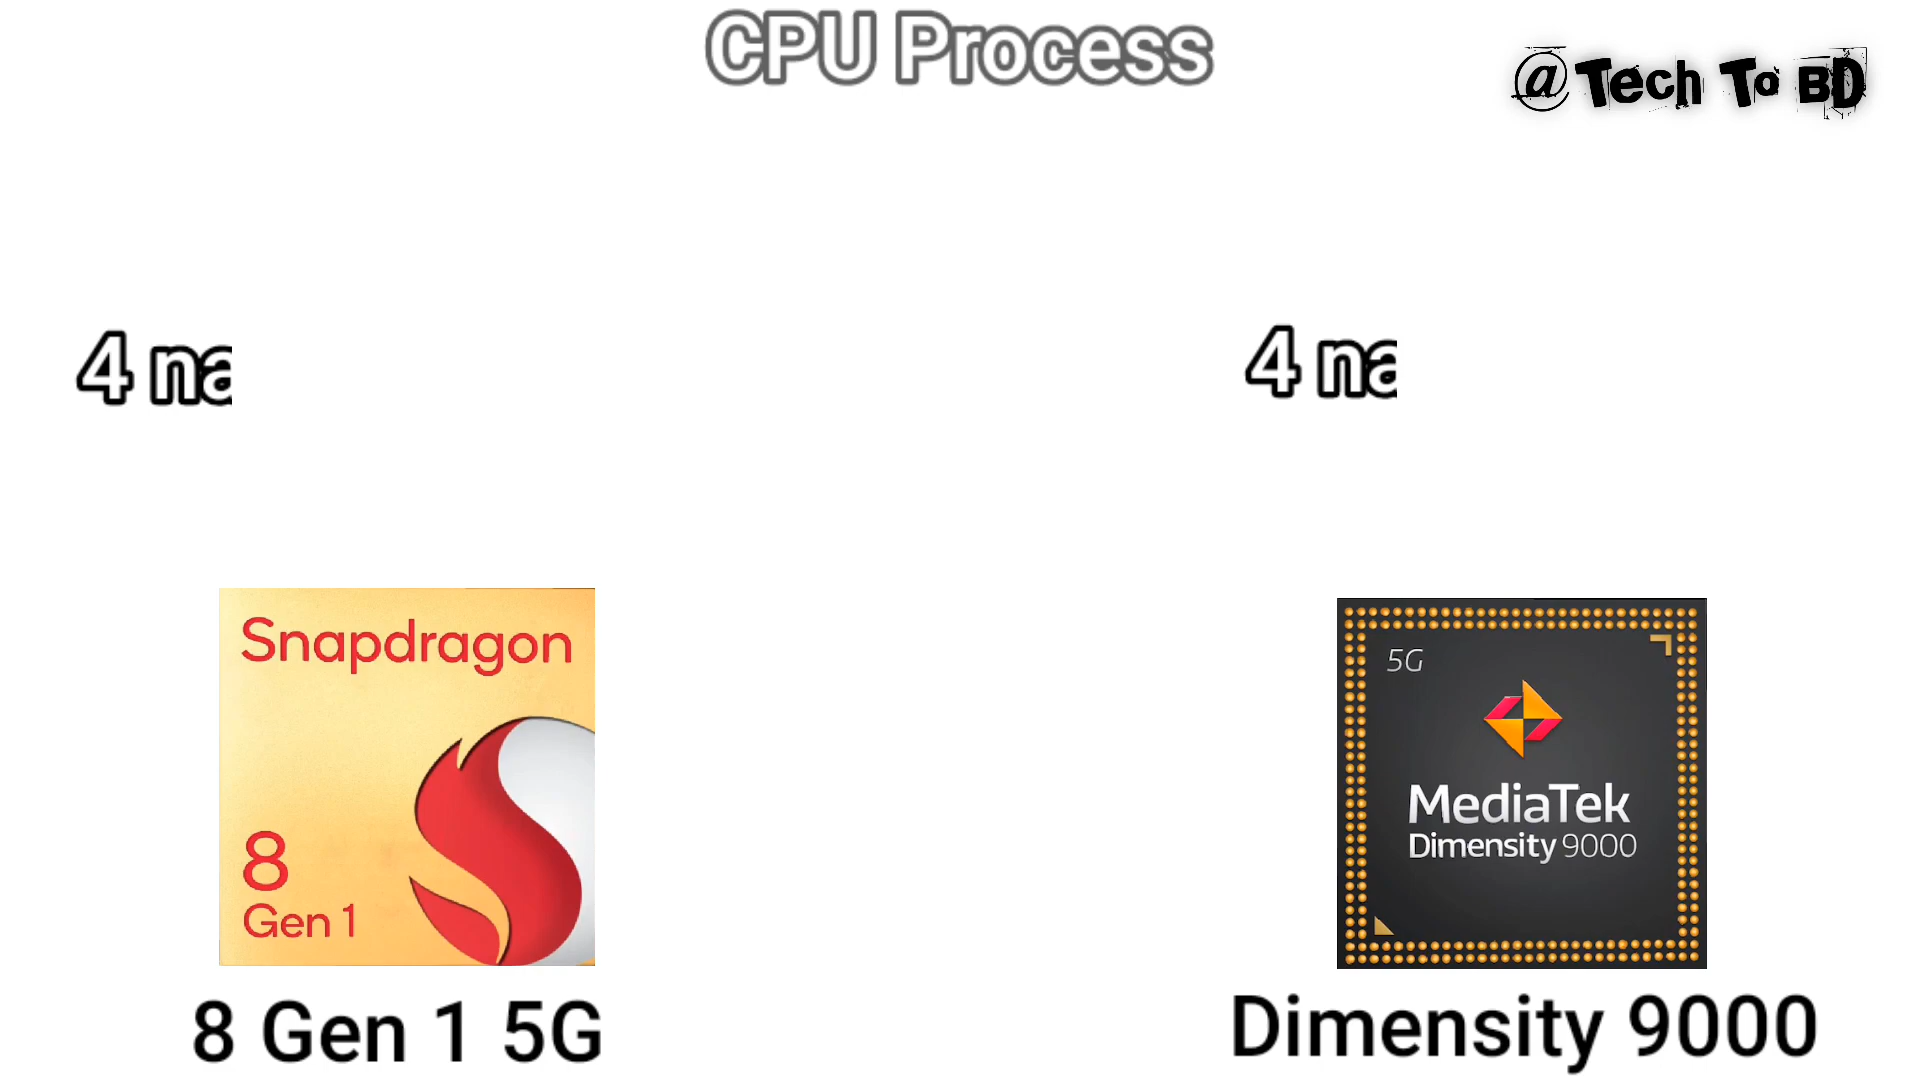 CPU Process
@Tech To BD
4 na
4 na
Snapdragon
8
Gen 1
5G
MediaTek
Dimensity 9000
8 Gen 1 5G
Dimensity 9000